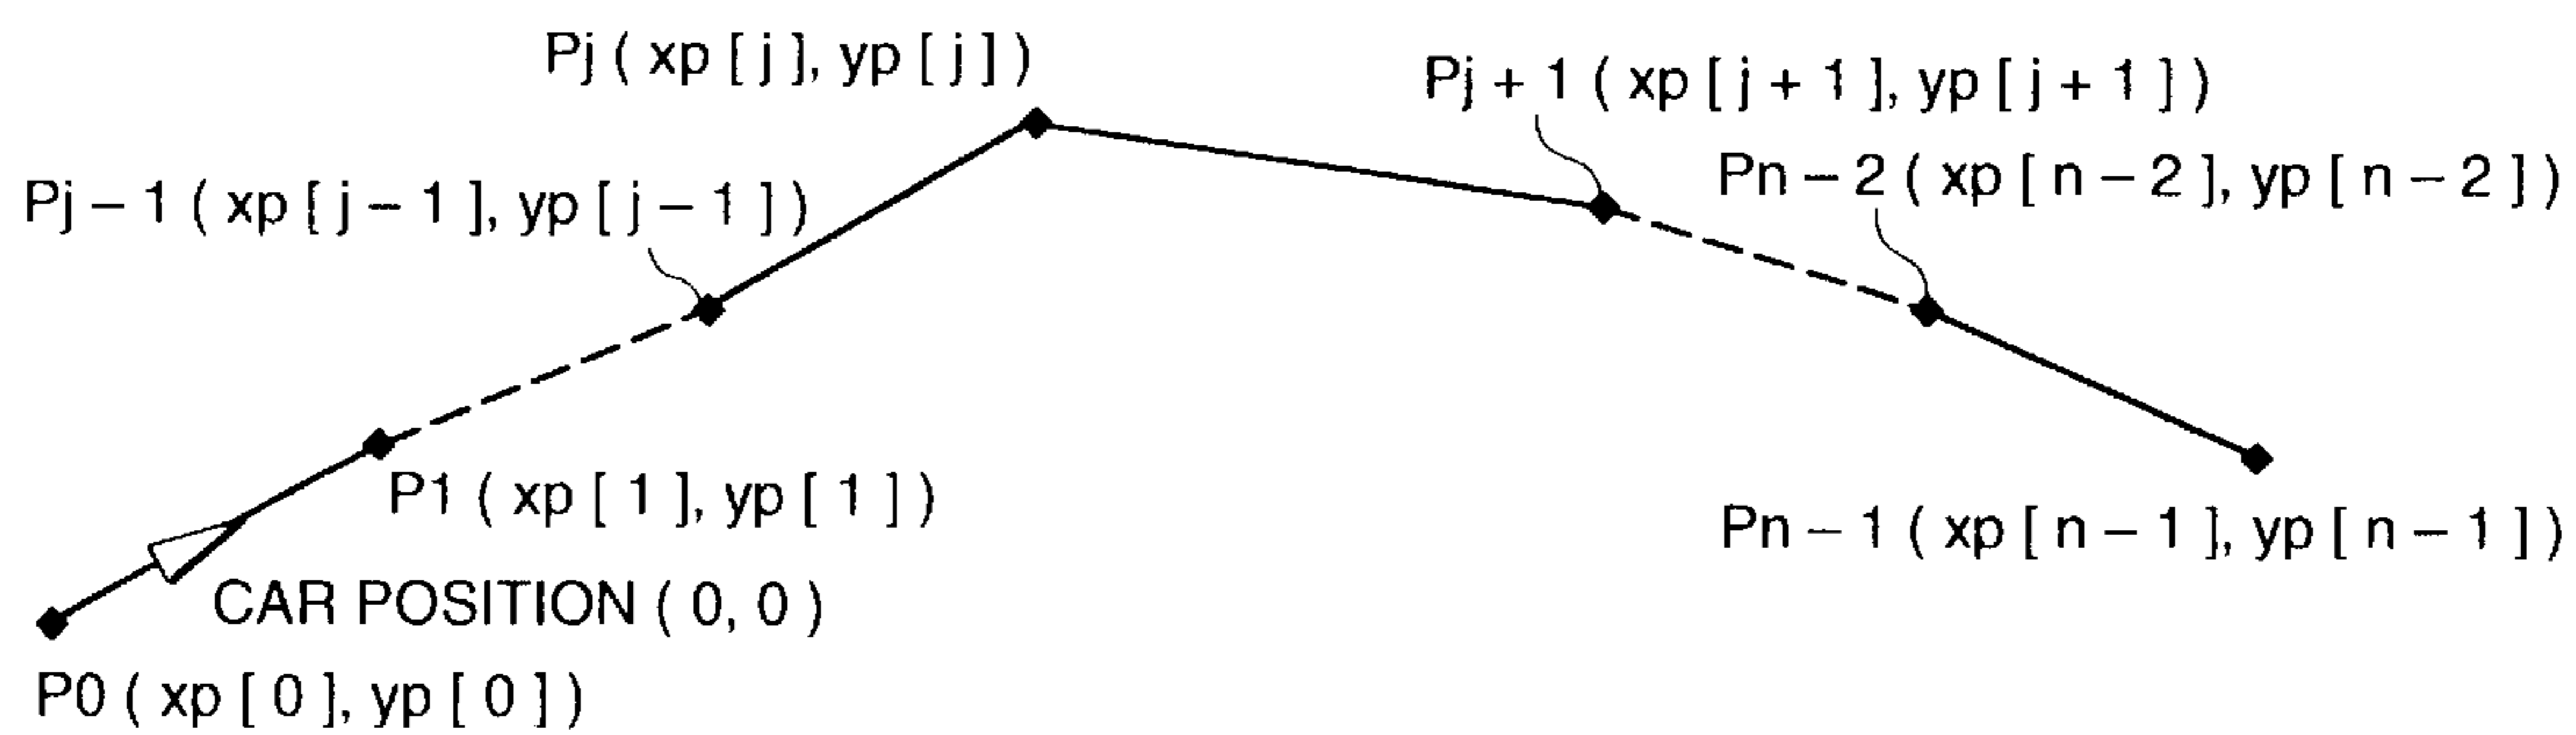 Pj ( xp [ j ], yp [ j ] )
Pj + 1 ( xp [ j + 1 ], yp [ j + 1 ] )
Pn – 2 ( xp [ n – 2 ], yp [ n – 2 ] )
Pj – 1 ( xp [ j – 1 ], yp [ j – 1 ] )
P1 ( xp [ 1 ], yp [ 1 ] )
Pn – 1 ( xp [ n – 1 ], yp [ n – 1 ] )
CAR POSITION ( 0, 0 )
P0 ( xp [ 0 ], yp [ 0 ] )